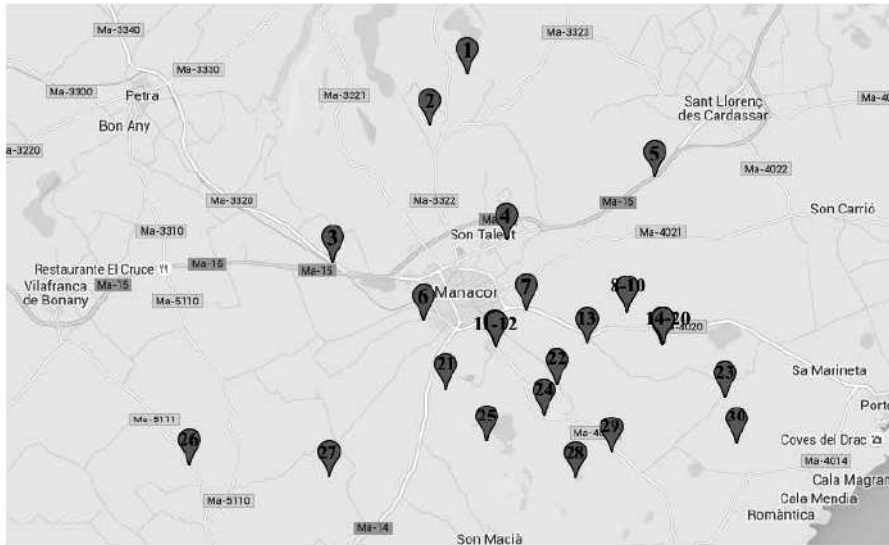 Ma-3340
Ma-3323
1
Ma-3330
Ma-3300
Petra
Ma-3321
2
Sant Llorenç
des Cardassar
Bon Any
5
a-3220
Ma-4022
Ma-3320
Ma-3322
Ma-15
4
Son Talent
Son Carrió
Ma-3310
3
Ma-4021
Restaurante El Cruce
Ma-15
Ma-15
Vilafranca
de Bonany
Ma-15
Ma-5110
6
Manacor
7
8-10
11-12
13
14-20
Ma-4020
21
22
23
Sa Marineta
24
Porto
Ma-5111
25
26
27
28
29
30
Coves del Drac
Ma-4014
Ma-5110
Cala Magran
Cala Mendia
Romàntica
Ma-14
Son Macià